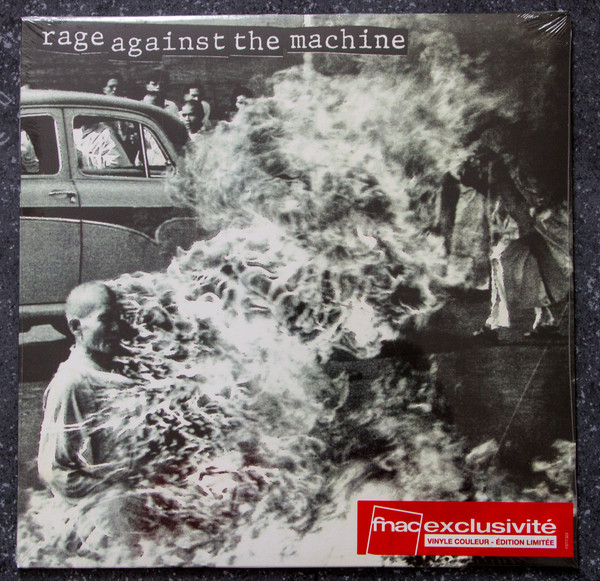 rage against the machine
fnac exclusivité
VINYLE COULEUR - ÉDITION LIMITÉE